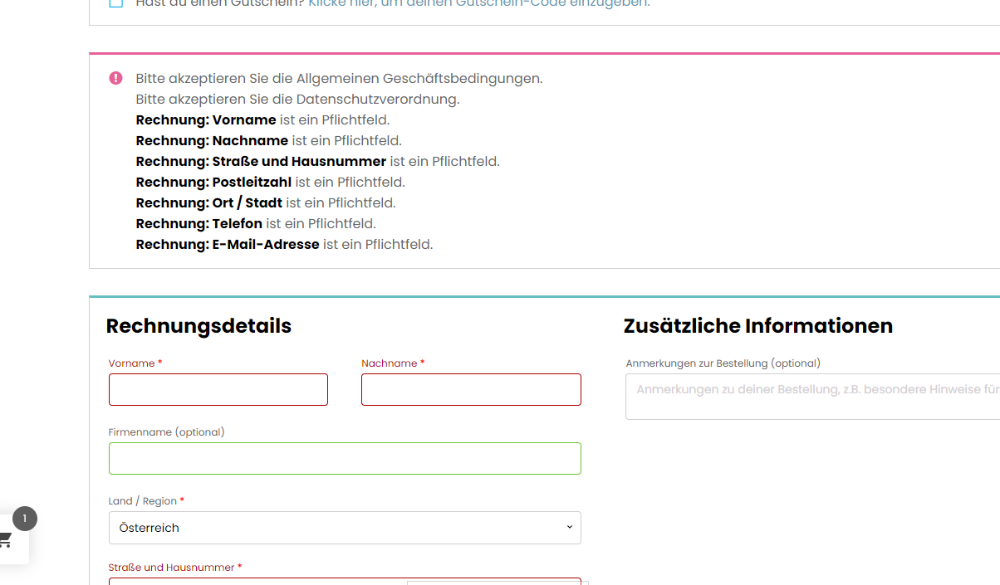 Hast du einen Gutschein? Klicke hier, um deinen Gutschein-Code einzugeben.
Bitte akzeptieren Sie die Allgemeinen Geschäftsbedingungen.
Bitte akzeptieren Sie die Datenschutzverordnung.
Rechnung: Vorname ist ein Pflichtfeld.
Rechnung: Nachname ist ein Pflichtfeld.
Rechnung: Straße und Hausnummer ist ein Pflichtfeld.
Rechnung: Postleitzahl ist ein Pflichtfeld.
Rechnung: Ort / Stadt ist ein Pflichtfeld.
Rechnung: Telefon ist ein Pflichtfeld.
Rechnung: E-Mail-Adresse ist ein Pflichtfeld.
Rechnungsdetails
Vorname *
Nachname *
Firmenname (optional)
Land / Region *
Österreich
Straße und Hausnummer *
Zusätzliche Informationen
Anmerkungen zur Bestellung (optional)
Anmerkungen zu deiner Bestellung, z.B. besondere Hinweise für
1